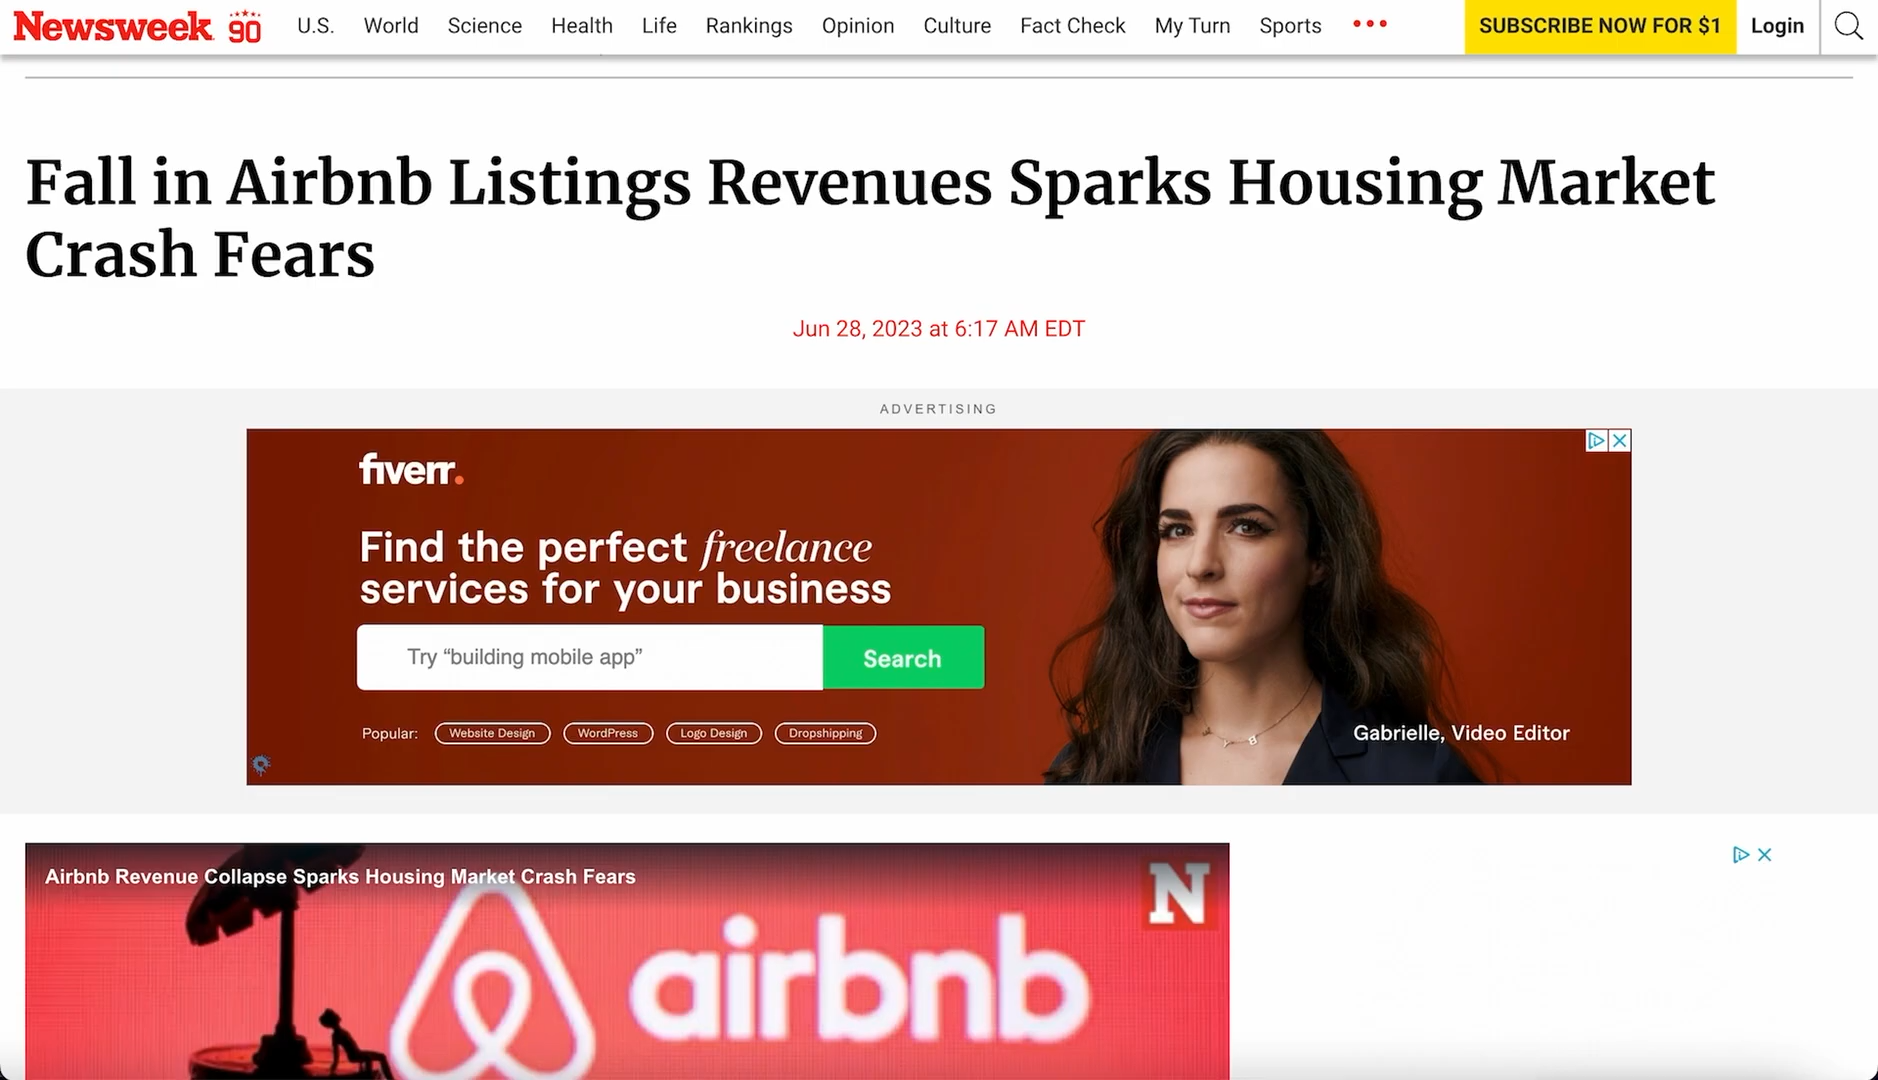 Newsweek 90 U.S. World Science Health Life Rankings Opinion Culture Fact Check My Turn Sports SUBSCRIBE NOW FOR $1 Login
Fall in Airbnb Listings Revenues Sparks Housing Market
Crash Fears
Jun 28, 2023 at 6:17 AM EDT
ADVERTISING
fiverr.
Find the perfect freelance
services for your business
Try “building mobile app” Search
Popular: Website Design WordPress Logo Design Dropshipping
Gabrielle, Video Editor
Airbnb Revenue Collapse Sparks Housing Market Crash Fears
N
airbnb